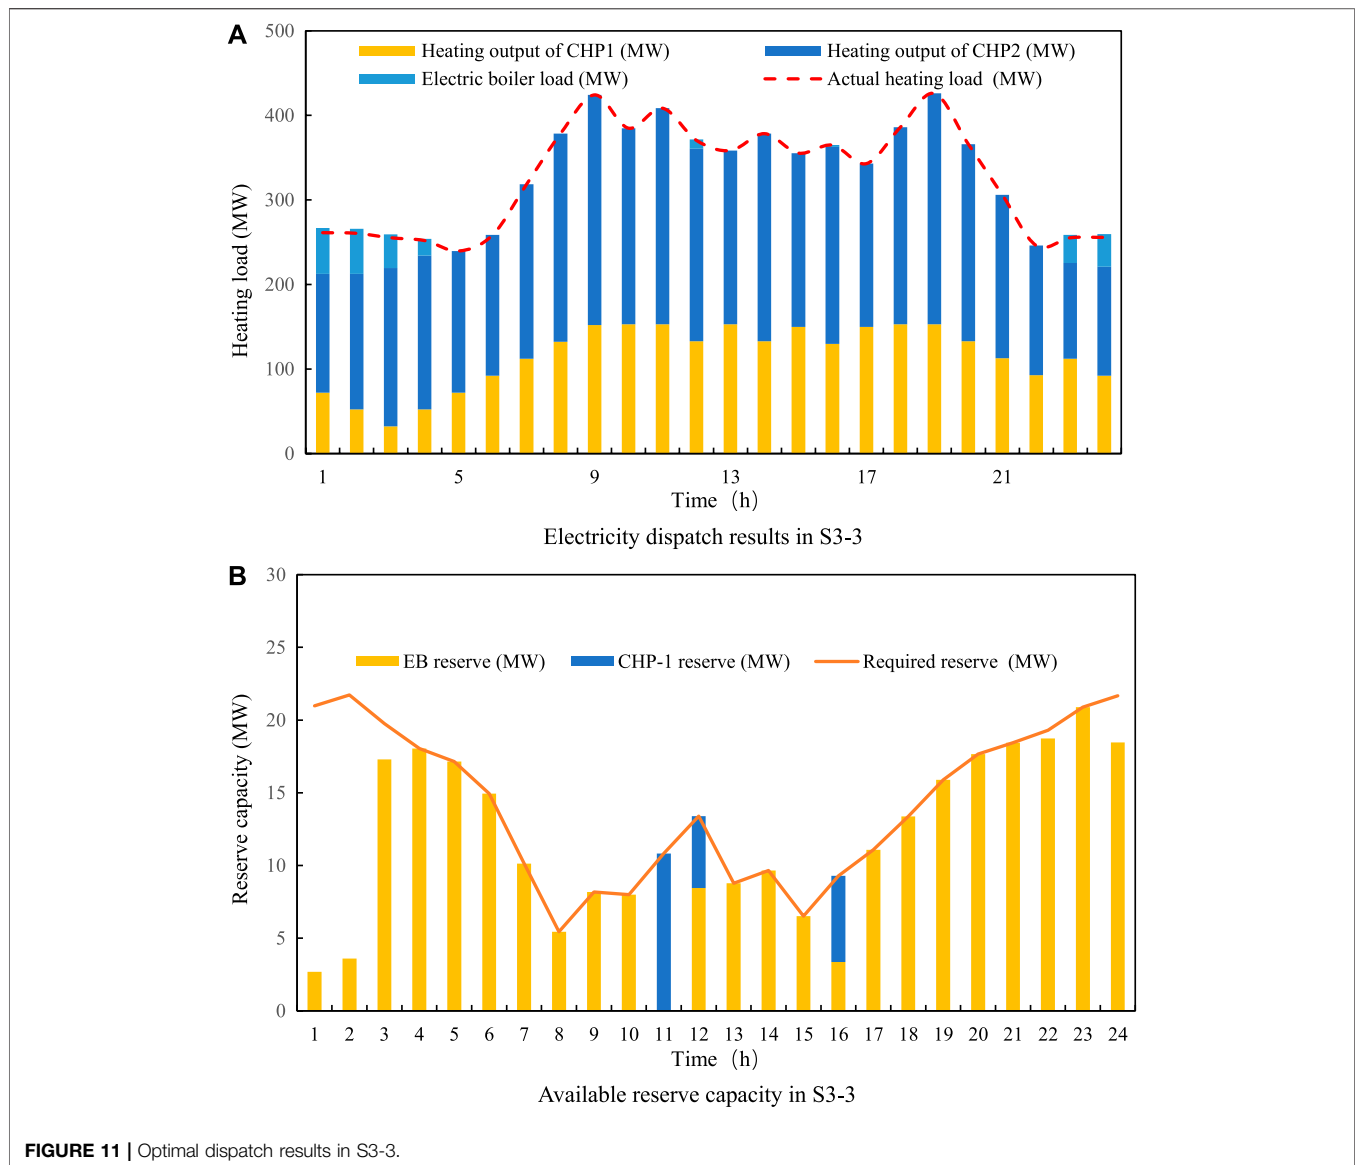 A
500
400
300
200
100
0
Heating load (MW)
Heating output of CHP1 (MW)
Heating output of CHP2 (MW)
Electric boiler load (MW)
Actual heating load (MW)
1 5 9 13 17 21
Time（h）
Electricity dispatch results in S3-3
B
30
25
20
15
10
5
0
Reserve capacity (MW)
EB reserve (MW)
CHP-1 reserve (MW)
Required reserve (MW)
1 2 3 4 5 6 7 8 9 10 11 12 13 14 15 16 17 18 19 20 21 22 23 24
Time（h）
Available reserve capacity in S3-3
FIGURE 11 | Optimal dispatch results in S3-3.